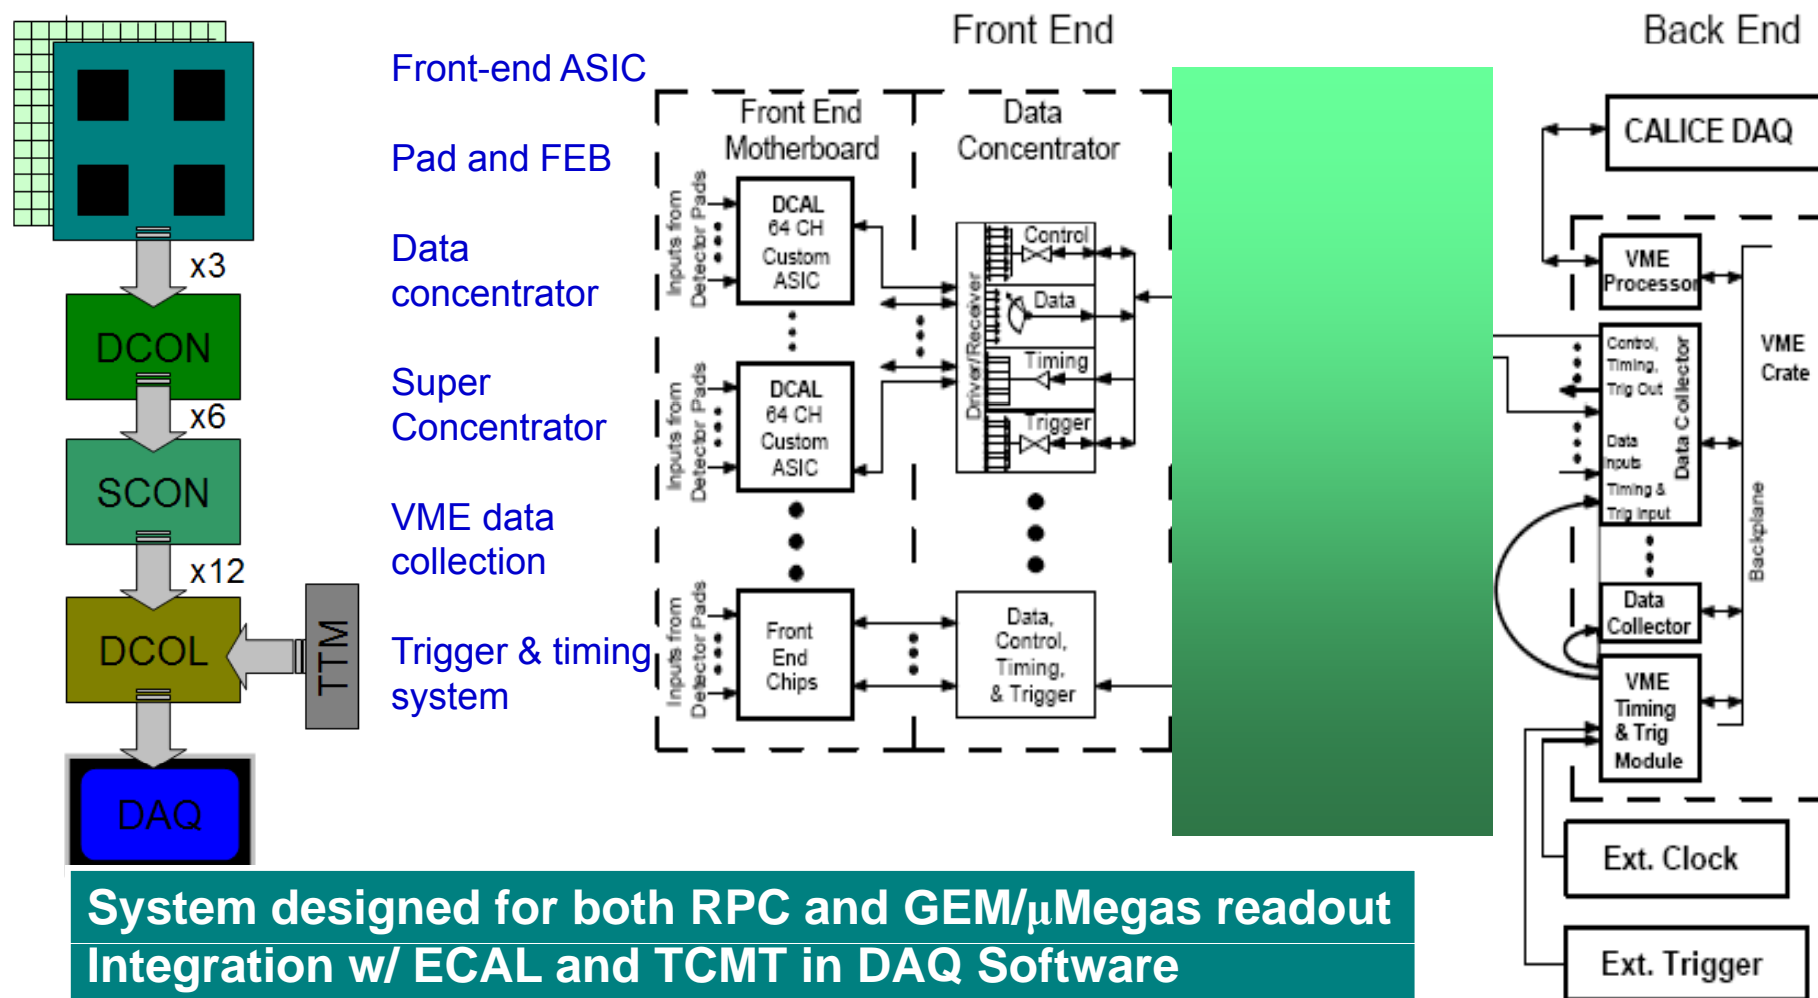 x3
DCON
x6
SCON
x12
DCOL
TTM
DAQ
Front-end ASIC
Pad and FEB
Data
concentrator
Super
Concentrator
VME data
collection
Trigger & timing
system
Front End
Front End
Motherboard
Data
Concentrator
Inputs from
Detector Pads
DCAL
64 CH
Custom
ASIC
Inputs from
Detector Pads
DCAL
64 CH
Custom
ASIC
Inputs from
Detector Pads
Front
End
Chips
Driver/Receiver
Control
Data
Timing
Trigger
Data,
Control,
Timing,
& Trigger
Back End
CALICE DAQ
VME
Processor
Control,
Timing,
Trig Out
Data
Inputs
Timing &
Trig Input
Data Collector
VME
Crate
Backplane
Data
Collector
VME
Timing
& Trig
Module
Ext. Clock
Ext. Trigger
System designed for both RPC and GEM/μMegas readout
Integration w/ ECAL and TCMT in DAQ Software